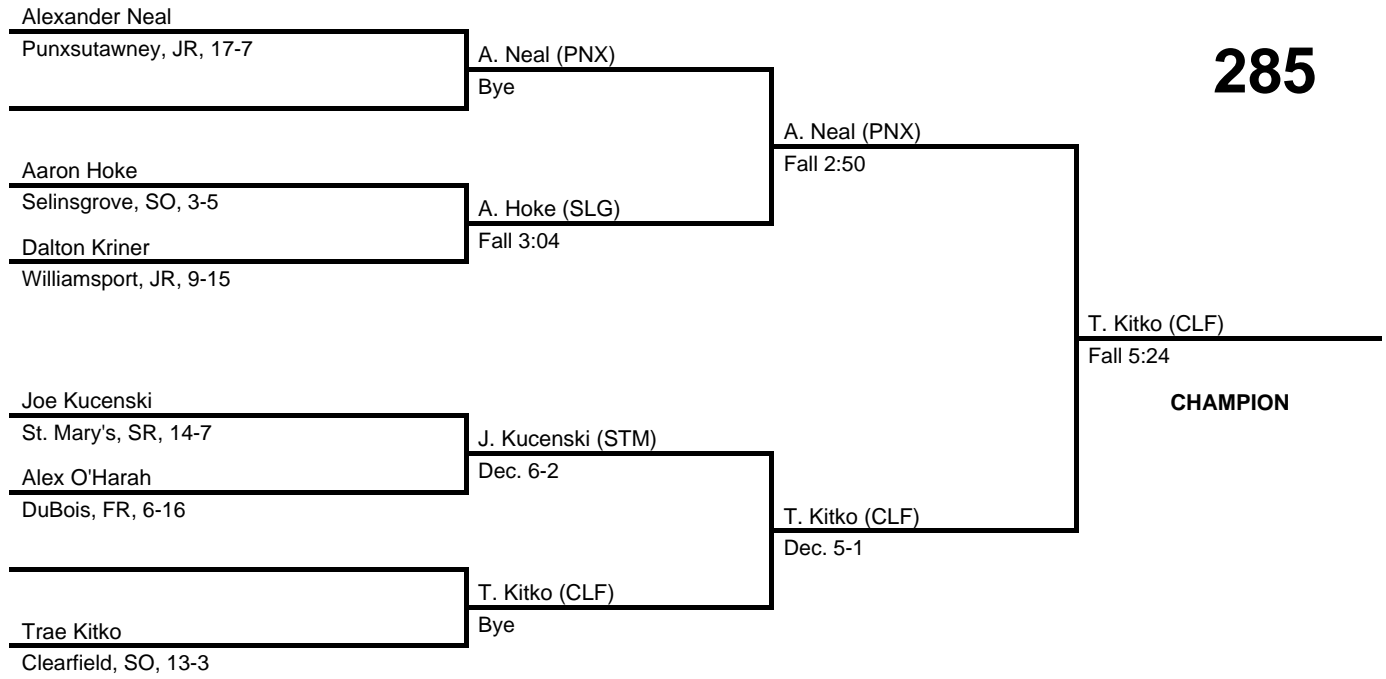 Alexander Neal
Punxsutawney, JR, 17-7
A. Neal (PNX)
Bye
285
A. Neal (PNX)
Fall 2:50
Aaron Hoke
Selinsgrove, SO, 3-5
A. Hoke (SLG)
Fall 3:04
Dalton Kriner
Williamsport, JR, 9-15
T. Kitko (CLF)
Fall 5:24
CHAMPION
Joe Kucenski
St. Mary's, SR, 14-7
J. Kucenski (STM)
Dec. 6-2
Alex O'Harah
DuBois, FR, 6-16
T. Kitko (CLF)
Dec. 5-1
T. Kitko (CLF)
Bye
Trae Kitko
Clearfield, SO, 13-3